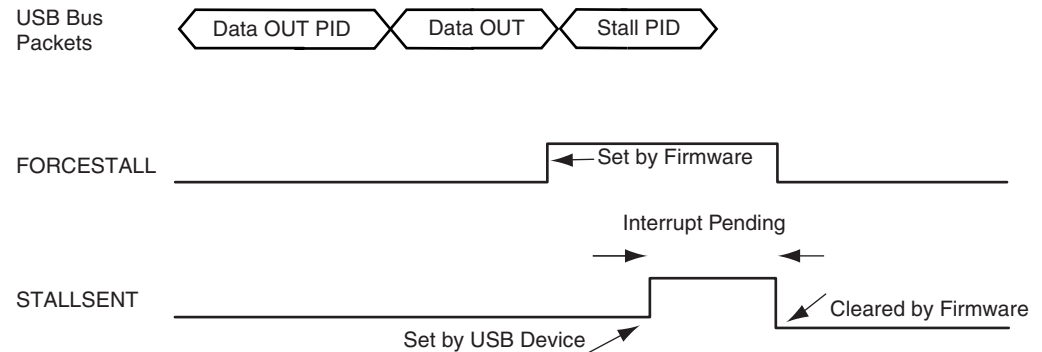 USB Bus
Packets
Data OUT PID
Data OUT
Stall PID
FORCESTALL
Set by Firmware
Interrupt Pending
STALLSENT
Cleared by Firmware
Set by USB Device